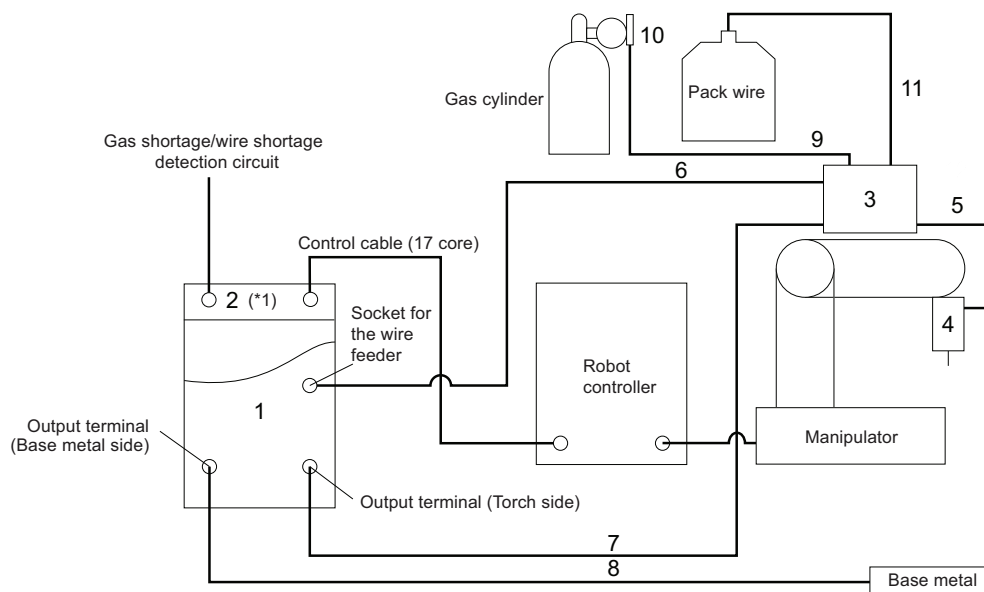 10
Gas cylinder
Pack wire
11
Gas shortage/wire shortage
detection circuit
9
6
3
5
Control cable (17 core)
2 (*1)
Socket for
the wire
feeder
4
Robot
controller
1
Output terminal
(Base metal side)
Manipulator
Output terminal (Torch side)
7
8
Base metal